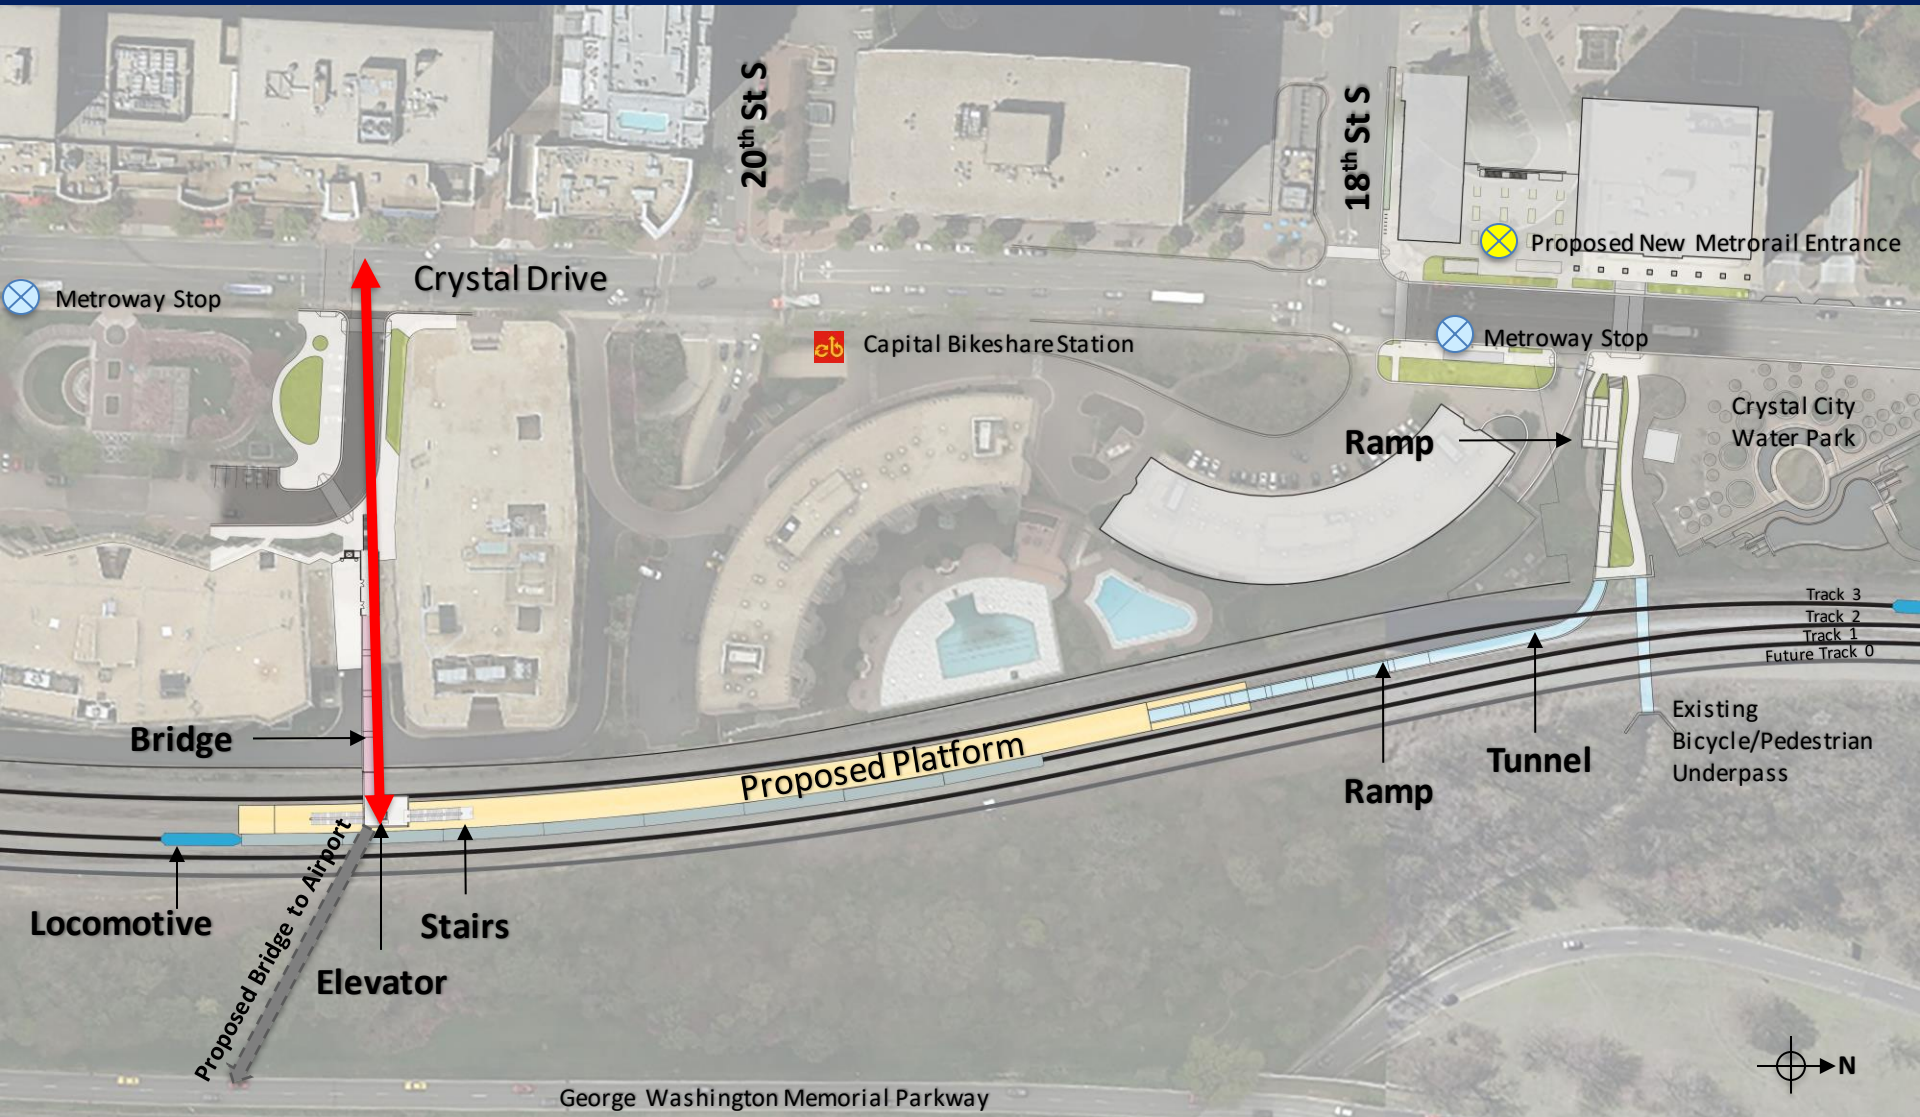 20th St S
18th St S
Proposed New Metrorail Entrance
Crystal Drive
Metroway Stop
Capital Bikeshare Station
cb
Metroway Stop
Crystal City
Water Park
Ramp
Track 3
Track 2
Track 1
Future Track 0
Bridge
Proposed Platform
Existing
Bicycle/Pedestrian
Underpass
Tunnel
Ramp
Locomotive
Proposed Bridge to Airport
Stairs
Elevator
N
George Washington Memorial Parkway